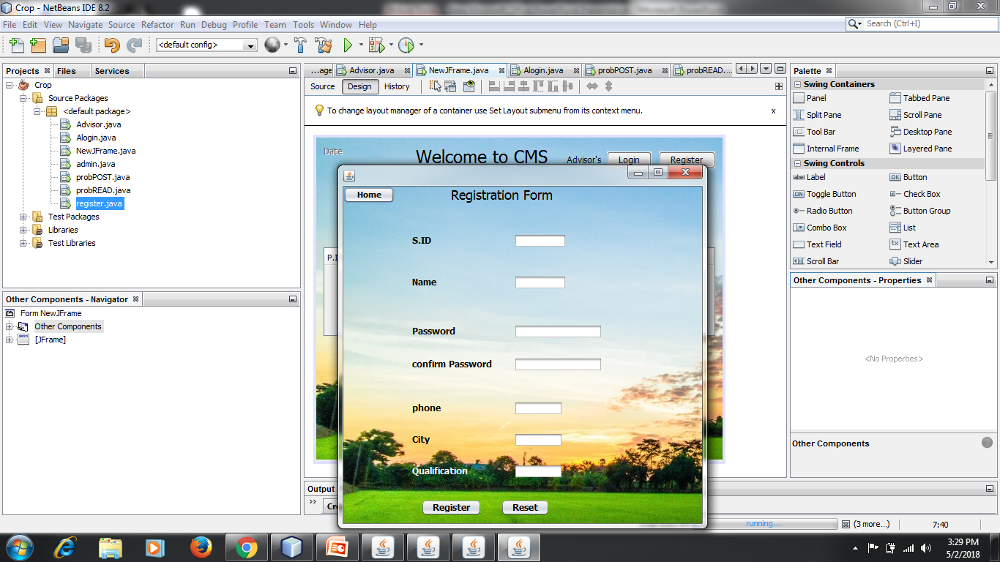 Crop - NetBeans IDE 8.2
File Edit View Navigate Source Refactor Run Debug Profile Team Tools Window Help
Search (Ctrl+I)
<default config>
Projects Files Services
Crop
Source Packages
<default package>
Advisor.java
Alogin.java
NewJFrame.java
admin.java
probPOST.java
probREAD.java
register.java
Test Packages
Libraries
Test Libraries
Other Components - Navigator
Form NewJFrame
Other Components
[JFrame]
...age Advisor.java NewJFrame.java Alogin.java probPOST.java probREAD....
Source Design History
To change layout manager of a container use Set Layout submenu from its context menu. x
Date Welcome to CMS Advisor's Login Register
P.I
Home Registration Form
S.ID
Name
Password
confirm Password
phone
City
Qualification
Register Reset
Output
>> Cr
Palette
Swing Containers
Panel Tabbed Pane
Split Pane Scroll Pane
Tool Bar Desktop Pane
Internal Frame Layered Pane
Swing Controls
label Label OK Button
ON Toggle Button Check Box
Radio Button Button Group
Combo Box List
Text Field Text Area
Scroll Bar Slider
Other Components - Properties
<No Properties>
Other Components
?
running... (3 more...) 7:40
3:29 PM
5/2/2018